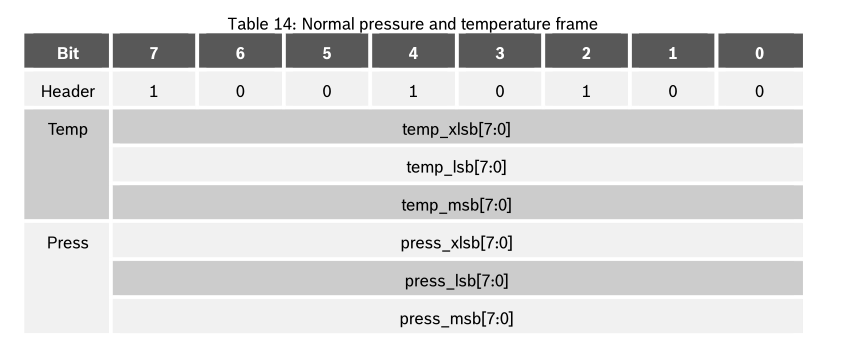 Table 14: Normal pressure and temperature frame
Bit 7 6 5 4 3 2 1 0
Header 1 0 0 1 0 1 0 0
Temp temp_xlsb[7:0]
temp_lsb[7:0]
temp_msb[7:0]
Press press_xlsb[7:0]
press_lsb[7:0]
press_msb[7:0]